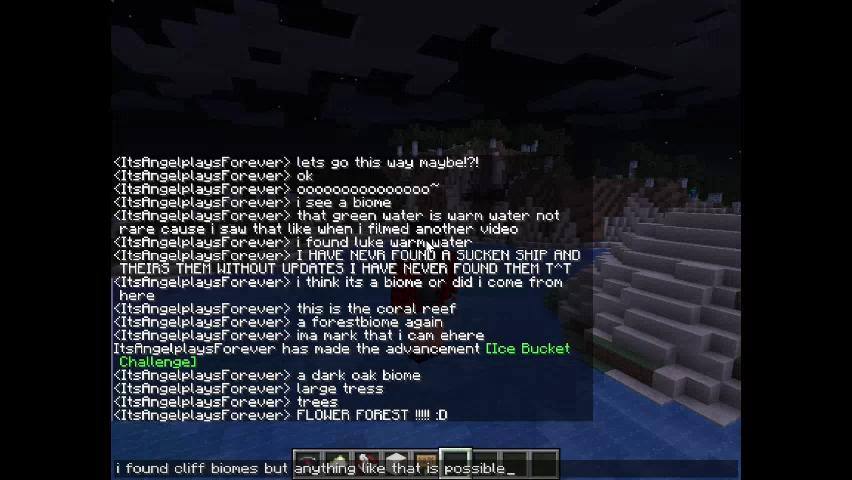 <ItsAngelplaysForever> lets go this way maybe!?!
<ItsAngelplaysForever> ok
<ItsAngelplaysForever> ooooooooooooooo~
<ItsAngelplaysForever> i see a biome
<ItsAngelplaysForever> that green water is warm water not
rare cause i saw that like when i filmed another video
<ItsAngelplaysForever> i found luke warm water
<ItsAngelplaysForever> I HAVE NEVR FOUND A SUCKEN SHIP AND
THEIRS THEM WITHOUT UPDATES I HAVE NEVER FOUND THEM T^T
<ItsAngelplaysForever> i think its a biome or did i come from
here
<ItsAngelplaysForever> this is the coral reef
<ItsAngelplaysForever> a forestbiome again
<ItsAngelplaysForever> ima mark that i cam ehere
ItsAngelplaysForever has made the advancement [Ice Bucket
Challenge]
<ItsAngelplaysForever> a dark oak biome
<ItsAngelplaysForever> large tress
<ItsAngelplaysForever> trees
<ItsAngelplaysForever> FLOWER FOREST !!!!! :D
i found cliff biomes but anything like that is possible_